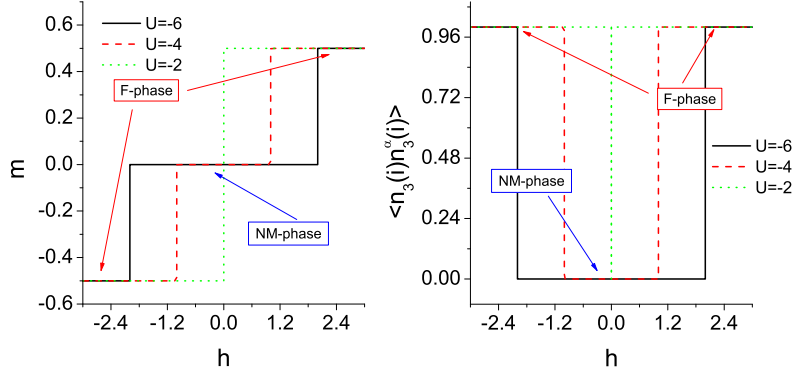 U=-6
U=-4
U=-2
F-phase
NM-phase
0.6
0.4
0.2
0.0
-0.2
-0.4
-0.6
m
-2.4 -1.2 0.0 1.2 2.4
h
F-phase
U=-6
U=-4
U=-2
NM-phase
0.96
0.72
0.48
0.24
0.00
<n₃(i)n₃^α(i)>
-2.4 -1.2 0.0 1.2 2.4
h